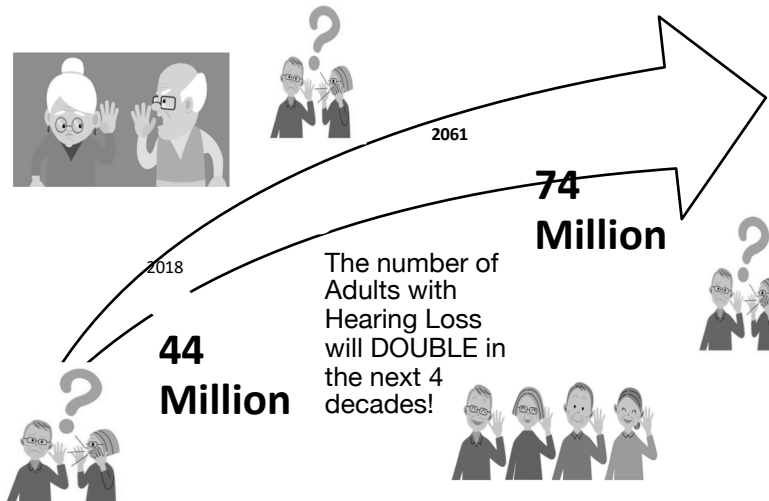 2061
74
Million
2018
The number of
Adults with
Hearing Loss
will DOUBLE in
the next 4
decades!
44
Million